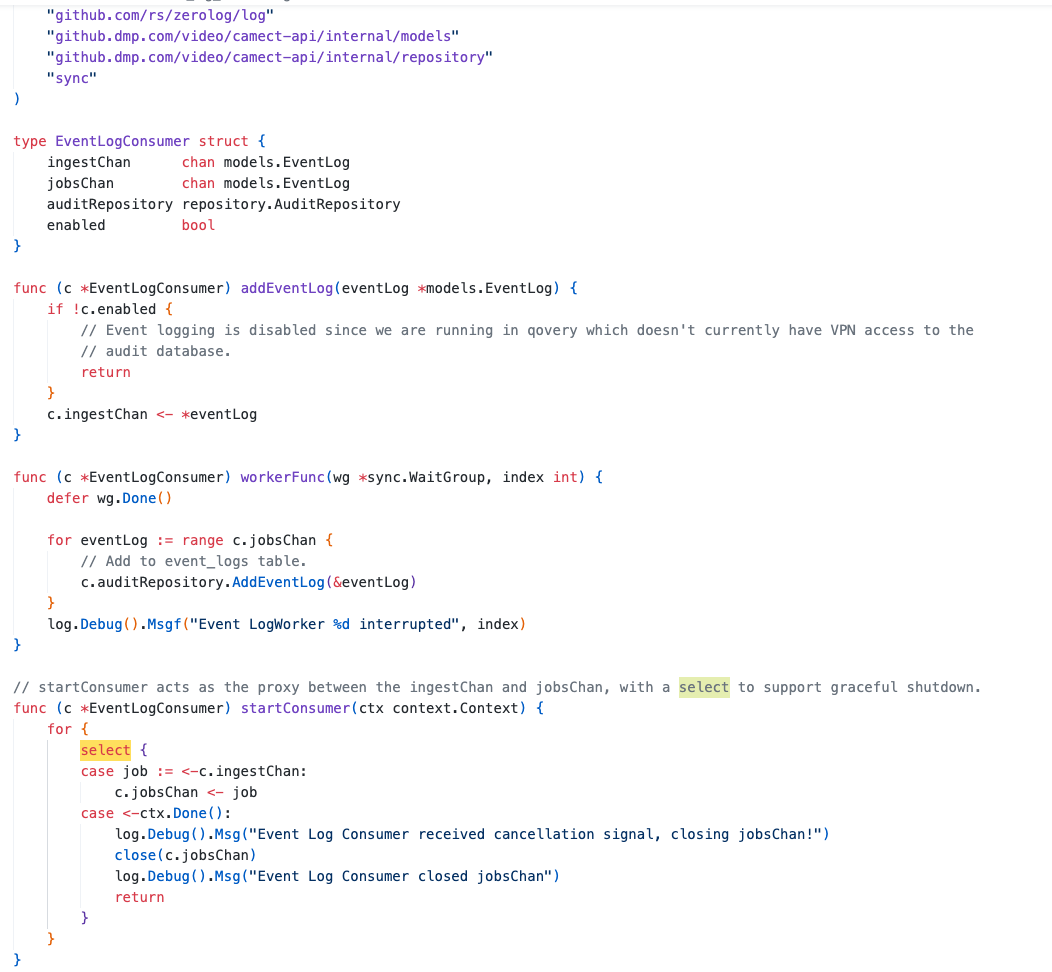 "github.com/rs/zerolog/log"
"github.dmp.com/video/camect-api/internal/models"
"github.dmp.com/video/camect-api/internal/repository"
"sync"
)
type EventLogConsumer struct {
ingestChan chan models.EventLog
jobsChan chan models.EventLog
auditRepository repository.AuditRepository
enabled bool
}
func (c *EventLogConsumer) addEventLog(eventLog *models.EventLog) {
if !c.enabled {
// Event logging is disabled since we are running in qovery which doesn't currently have VPN access to the
// audit database.
return
}
c.ingestChan <- *eventLog
}
func (c *EventLogConsumer) workerFunc(wg *sync.WaitGroup, index int) {
defer wg.Done()
for eventLog := range c.jobsChan {
// Add to event_logs table.
c.auditRepository.AddEventLog(&eventLog)
}
log.Debug().Msgf("Event LogWorker %d interrupted", index)
}
// startConsumer acts as the proxy between the ingestChan and jobsChan, with a select to support graceful shutdown.
func (c *EventLogConsumer) startConsumer(ctx context.Context) {
for {
select {
case job := <-c.ingestChan:
c.jobsChan <- job
case <-ctx.Done():
log.Debug().Msg("Event Log Consumer received cancellation signal, closing jobsChan!")
close(c.jobsChan)
log.Debug().Msg("Event Log Consumer closed jobsChan")
return
}
}
}